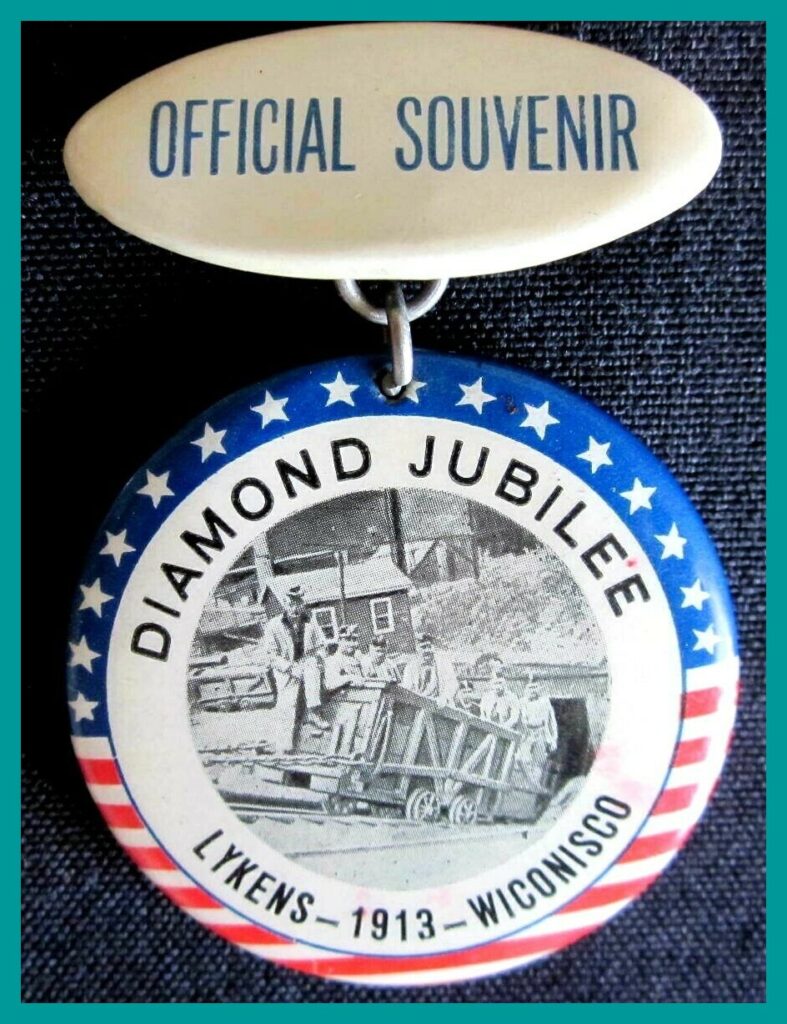 OFFICIAL SOUVENIR
DIAMOND JUBILEE
LYKENS-1913-WICONISCO